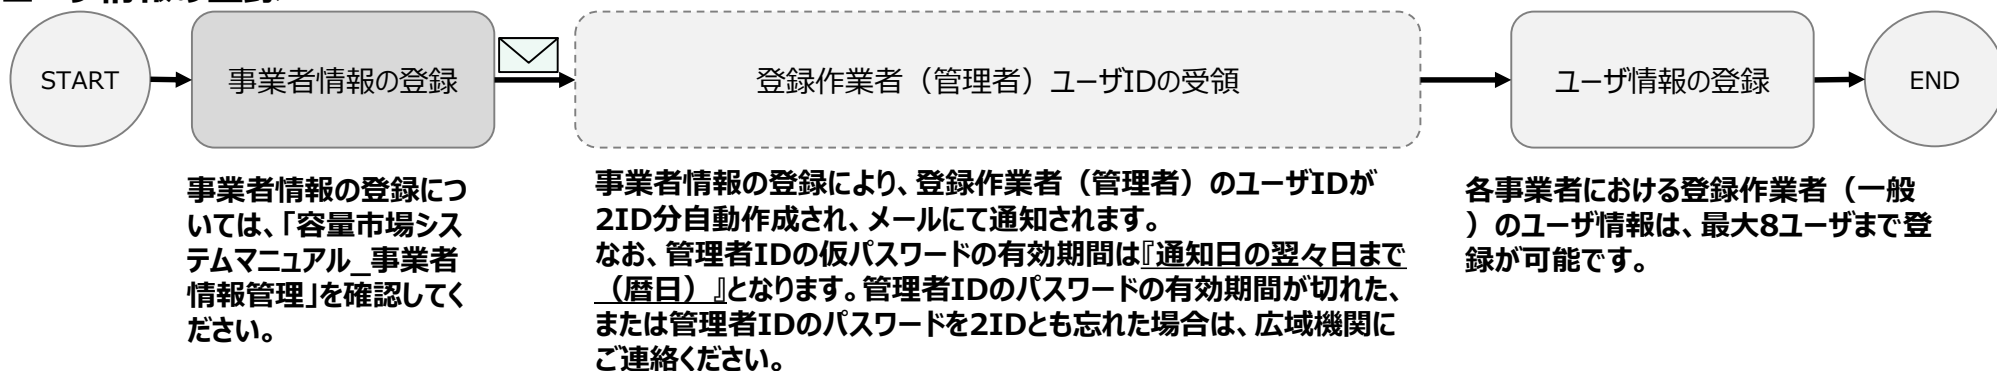 START
事業者情報の登録
登録作業者（管理者）ユーザIDの受領
ユーザ情報の登録
END
事業者情報の登録につ
いては、「容量市場シス
テムマニュアル_事業者
情報管理」を確認してく
ださい。
事業者情報の登録により、登録作業者（管理者）のユーザIDが
2ID分自動作成され、メールにて通知されます。
なお、管理者IDの仮パスワードの有効期間は『通知日の翌々日まで
（暦日）』となります。管理者IDのパスワードの有効期間が切れた、
または管理者IDのパスワードを2IDとも忘れた場合は、広域機関に
ご連絡ください。
各事業者における登録作業者（一般
）のユーザ情報は、最大8ユーザまで登
録が可能です。